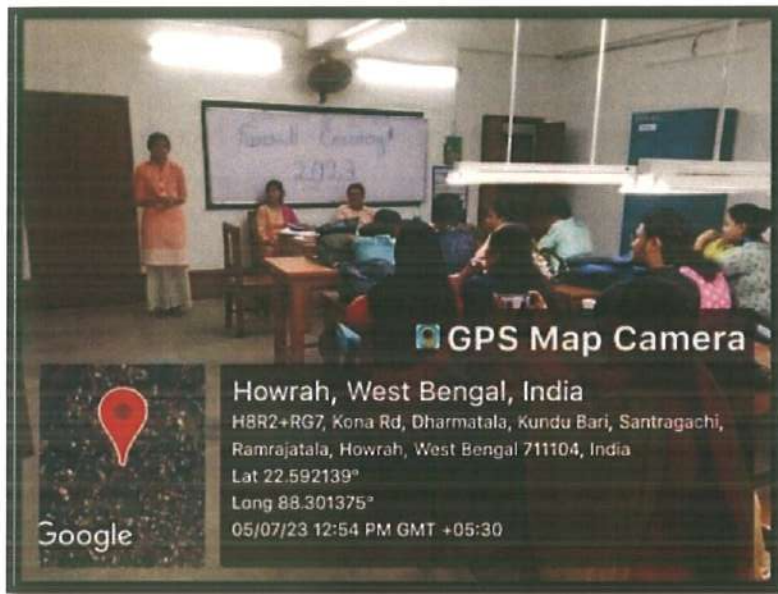 Farewell Ceremony
2023
GPS Map Camera
Howrah, West Bengal, India
H8R2+RG7, Kona Rd, Dharmatala, Kundu Bari, Santragachi,
Ramrajatala, Howrah, West Bengal 711104, India
Lat 22.592139°
Long 88.301375°
05/07/23 12:54 PM GMT +05:30
Google